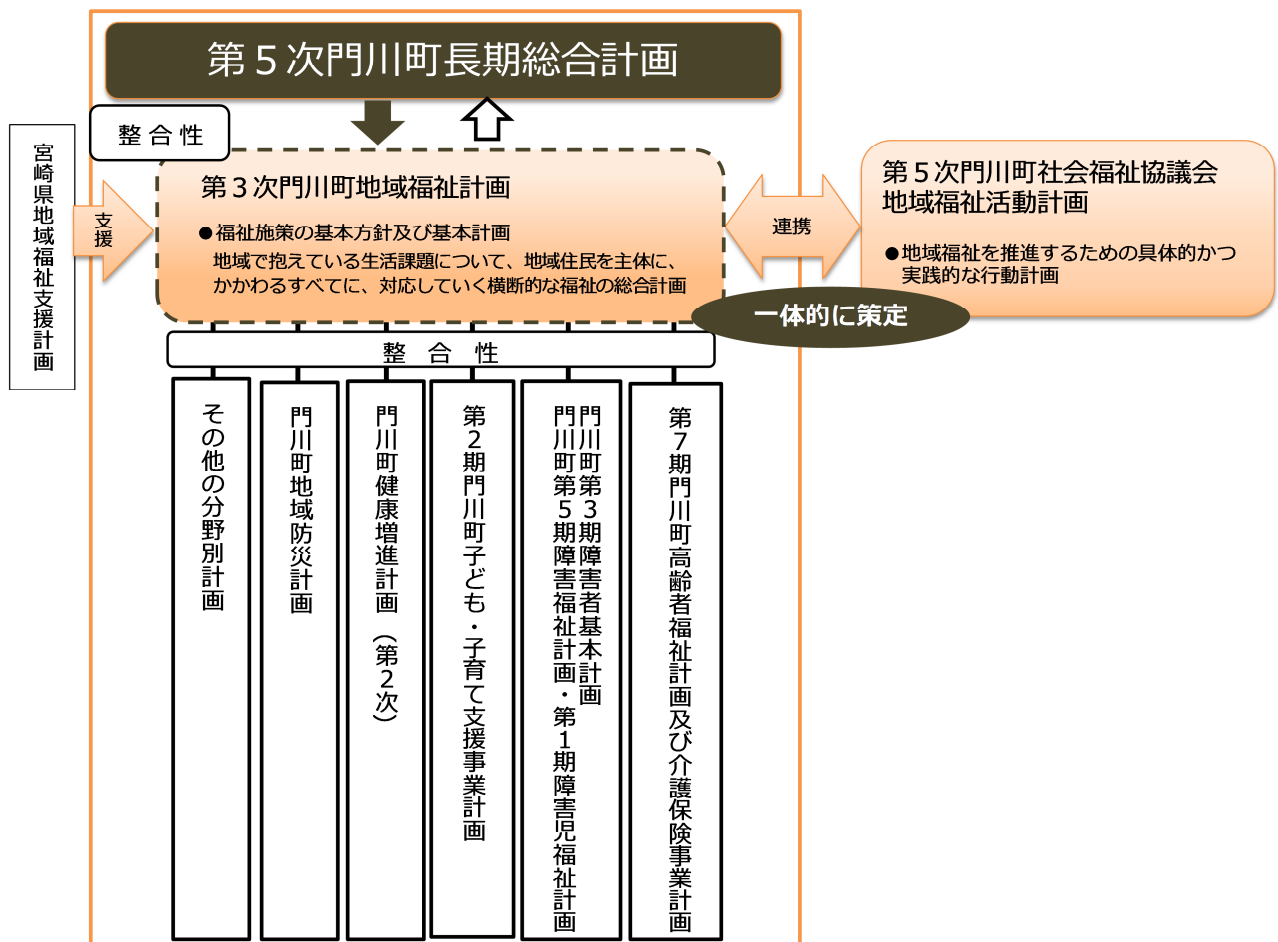 第５次門川町長期総合計画
整合性
宮崎県地域福祉支援計画
支援
第３次門川町地域福祉計画
●福祉施策の基本方針及び基本計画
地域で抱えている生活課題について、地域住民を主体に、
かかわるすべてに、対応していく横断的な福祉の総合計画
連携
第５次門川町社会福祉協議会
地域福祉活動計画
●地域福祉を推進するための具体的かつ
実践的な行動計画
一体的に策定
整　合　性
第７期門川町高齢者福祉計画及び介護保険事業計画
門川町第３期障害者基本計画
門川町第５期障害福祉計画・第１期障害児福祉計画
第２期門川町子ども・子育て支援事業計画
門川町健康増進計画（第２次）
門川町地域防災計画
その他の分野別計画